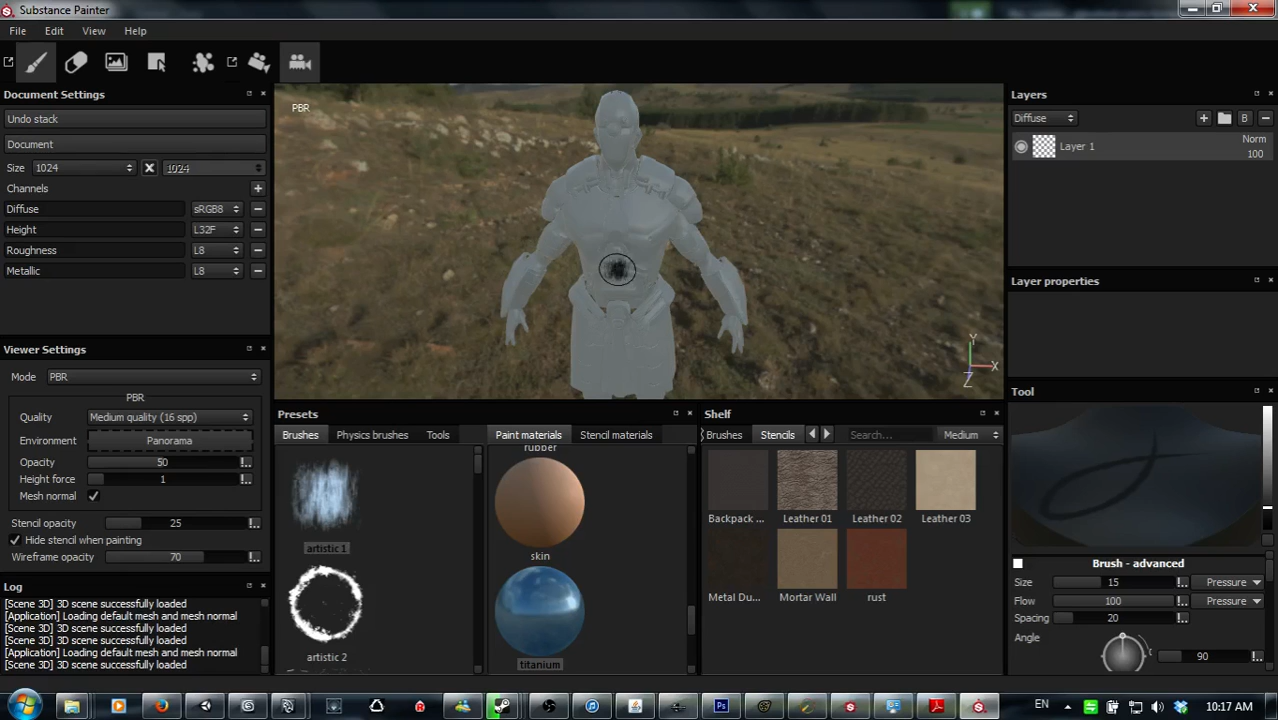 Substance Painter
File Edit View Help
Document Settings
Undo stack
Document
Size 1024 X 1024
Channels
Diffuse sRGB8
Height L32F
Roughness L8
Metallic L8
Viewer Settings
Mode PBR
PBR
Quality Medium quality (16 spp)
Environment Panorama
Opacity 50
Height force 1
Mesh normal
Stencil opacity 25
Hide stencil when painting
Wireframe opacity 70
Log
[Scene 3D] 3D scene successfully loaded
[Application] Loading default mesh and mesh normal
[Scene 3D] 3D scene successfully loaded
[Scene 3D] 3D scene successfully loaded
[Application] Loading default mesh and mesh normal
[Scene 3D] 3D scene successfully loaded
PBR
Y
X
Z
Presets
Brushes Physics brushes Tools
artistic 1
artistic 2
Paint materials Stencil materials
rubber
skin
titanium
Shelf
Brushes Stencils Search... Medium
Backpack ... Leather 01 Leather 02 Leather 03
Metal Du... Mortar Wall rust
Layers
Diffuse B
Layer 1 Norm
100
Layer properties
Tool
Brush - advanced
Size 15 Pressure
Flow 100 Pressure
Spacing 20
Angle
90
Ps
EN 10:17 AM